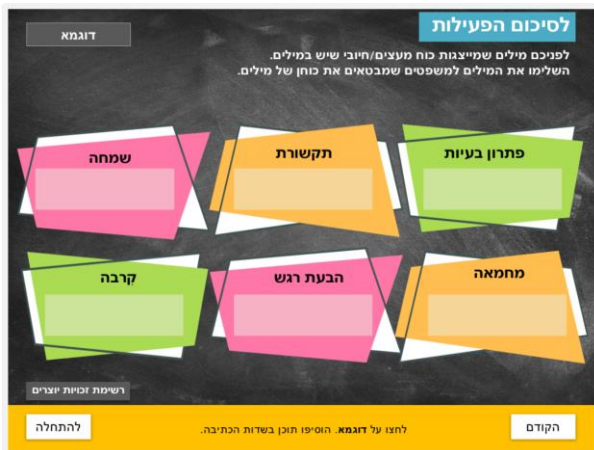 לסיכום הפעילות
דוגמא
לפניכם מילים שמייצגות כוח מעצים/חיובי שיש במילים.
השלימו את המילים למשפטים שמבטאים את כוחן של מילים.
פתרון בעיות
תקשורת
שמחה
מחמאה
הבעת רגש
קִרבה
רשימת זכויות יוצרים
הקודם
לחצו על דוגמא. הוסיפו תוכן בשדות הכתיבה.
להתחלה